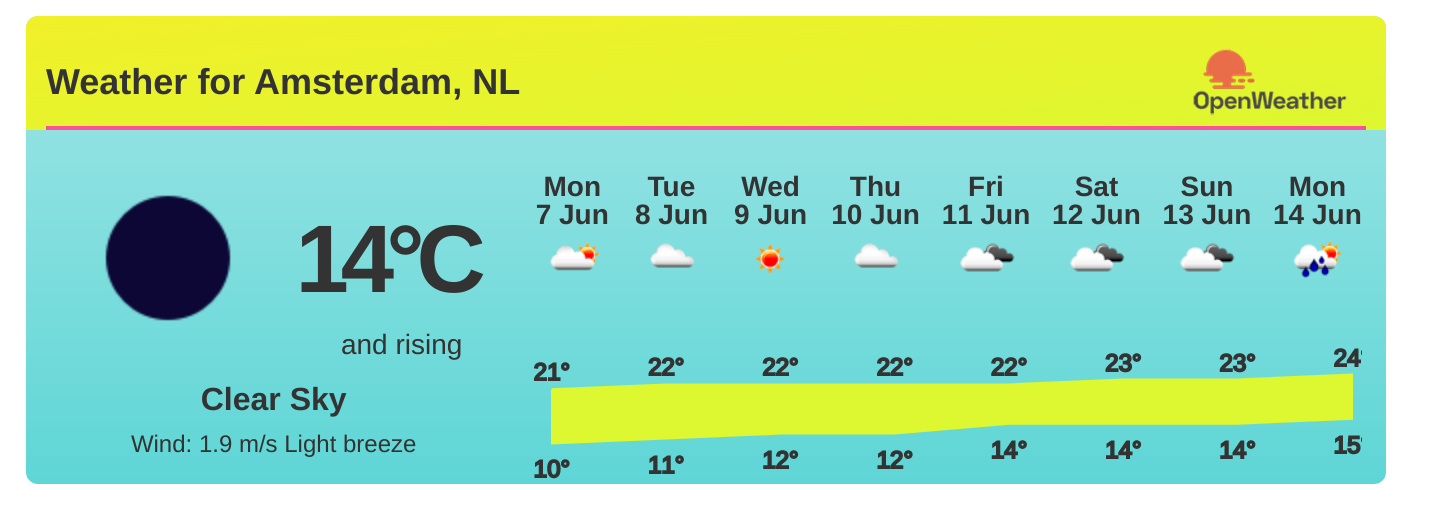 Weather for Amsterdam, NL
OpenWeather
14°C
and rising
Clear Sky
Wind: 1.9 m/s Light breeze
Mon Tue Wed Thu Fri Sat Sun Mon
7 Jun 8 Jun 9 Jun 10 Jun 11 Jun 12 Jun 13 Jun 14 Jun
21° 22° 22° 22° 22° 23° 23° 24°
10° 11° 12° 12° 14° 14° 14° 15°